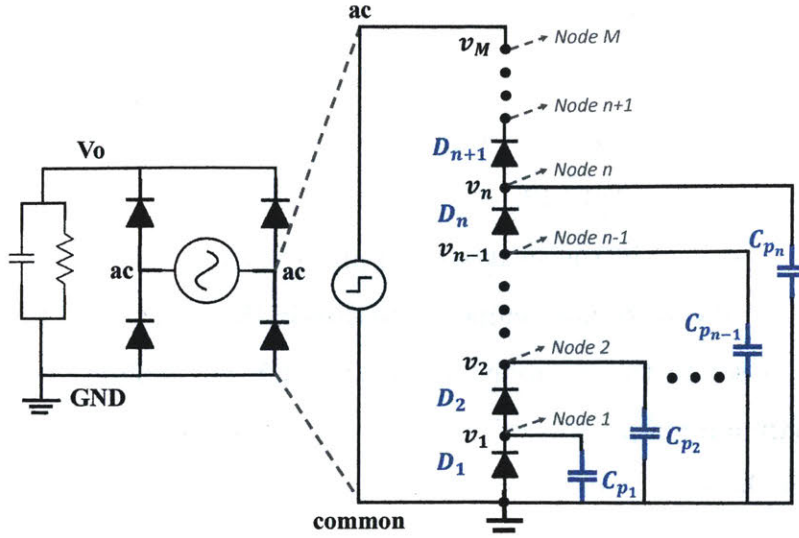 ac
v_M
Node M
Node n+1
D_{n+1}
Vo
v_n
Node n
D_n
C_{p_n}
v_{n-1}
Node n-1
ac
ac
C_{p_{n-1}}
v_2
Node 2
GND
D_2
v_1
Node 1
C_{p_2}
D_1
C_{p_1}
common